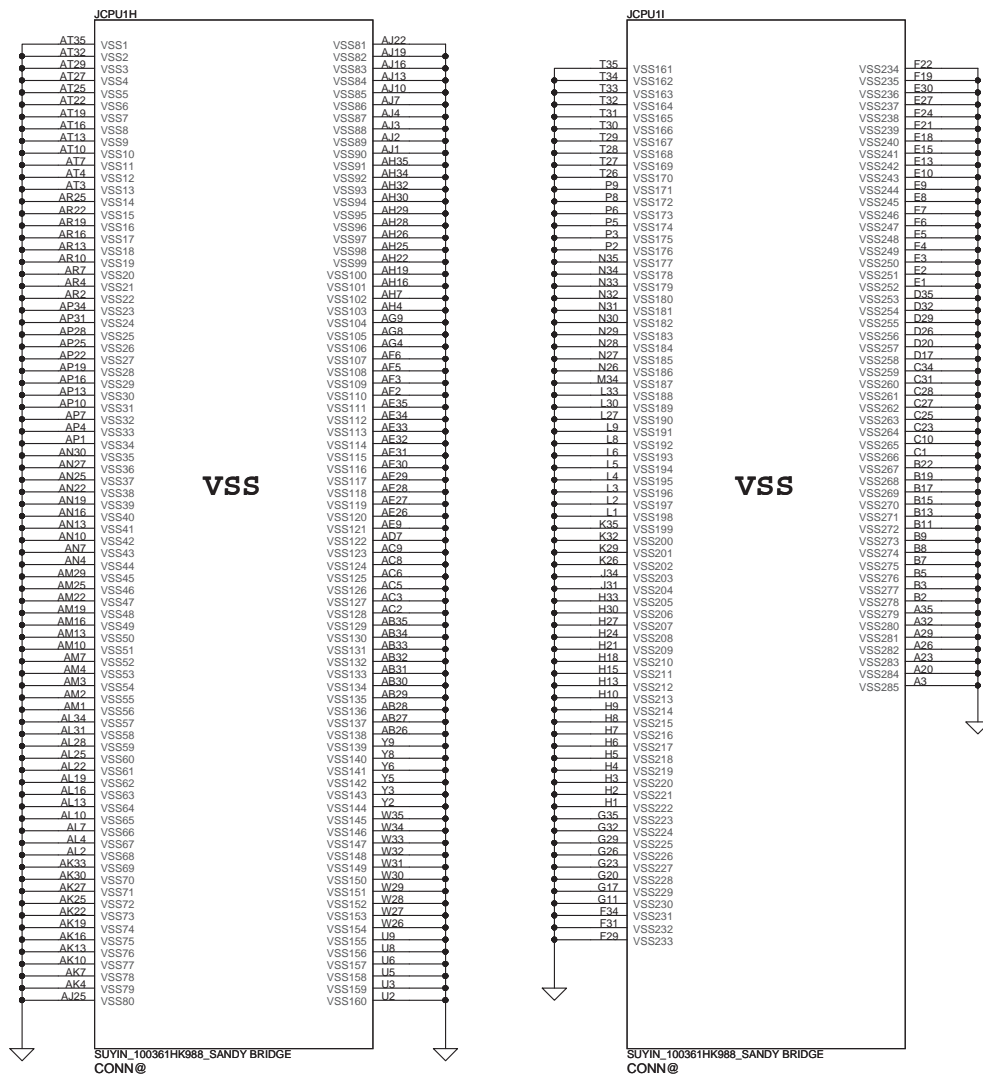 JCPU1H
AT35 VSS1 VSS81 AJ22
AT32 VSS2 VSS82 AJ19
AT29 VSS3 VSS83 AJ16
AT27 VSS4 VSS84 AJ13
AT25 VSS5 VSS85 AJ10
AT22 VSS6 VSS86 AJ7
AT19 VSS7 VSS87 AJ4
AT16 VSS8 VSS88 AJ3
AT13 VSS9 VSS89 AJ2
AT10 VSS10 VSS90 AJ1
AT7 VSS11 VSS91 AH35
AT4 VSS12 VSS92 AH34
AT3 VSS13 VSS93 AH32
AR25 VSS14 VSS94 AH30
AR22 VSS15 VSS95 AH29
AR19 VSS16 VSS96 AH28
AR16 VSS17 VSS97 AH26
AR13 VSS18 VSS98 AH25
AR10 VSS19 VSS99 AH22
AR7 VSS20 VSS100 AH19
AR4 VSS21 VSS101 AH16
AR2 VSS22 VSS102 AH7
AP34 VSS23 VSS103 AH4
AP31 VSS24 VSS104 AG9
AP28 VSS25 VSS105 AG8
AP25 VSS26 VSS106 AG4
AP22 VSS27 VSS107 AF6
AP19 VSS28 VSS108 AF5
AP16 VSS29 VSS109 AF3
AP13 VSS30 VSS110 AF2
AP10 VSS31 VSS111 AE35
AP7 VSS32 VSS112 AE34
AP4 VSS33 VSS113 AE33
AP1 VSS34 VSS114 AE32
AN30 VSS35 VSS115 AE31
AN27 VSS36 VSS116 AE30
AN25 VSS37 VSS117 AE29
VSS
AN22 VSS38 VSS118 AE28
AN19 VSS39 VSS119 AE27
AN16 VSS40 VSS120 AE26
AN13 VSS41 VSS121 AE9
AN10 VSS42 VSS122 AD7
AN7 VSS43 VSS123 AC9
AN4 VSS44 VSS124 AC8
AM29 VSS45 VSS125 AC6
AM25 VSS46 VSS126 AC5
AM22 VSS47 VSS127 AC3
AM19 VSS48 VSS128 AC2
AM16 VSS49 VSS129 AB35
AM13 VSS50 VSS130 AB34
AM10 VSS51 VSS131 AB33
AM7 VSS52 VSS132 AB32
AM4 VSS53 VSS133 AB31
AM3 VSS54 VSS134 AB30
AM2 VSS55 VSS135 AB29
AM1 VSS56 VSS136 AB28
AL34 VSS57 VSS137 AB27
AL31 VSS58 VSS138 AB26
AL28 VSS59 VSS139 Y9
AL25 VSS60 VSS140 Y8
AL22 VSS61 VSS141 Y6
AL19 VSS62 VSS142 Y5
AL16 VSS63 VSS143 Y3
AL13 VSS64 VSS144 Y2
AL10 VSS65 VSS145 W35
AL7 VSS66 VSS146 W34
AL4 VSS67 VSS147 W33
AL2 VSS68 VSS148 W32
AK33 VSS69 VSS149 W31
AK30 VSS70 VSS150 W30
AK27 VSS71 VSS151 W29
AK25 VSS72 VSS152 W28
AK22 VSS73 VSS153 W27
AK19 VSS74 VSS154 W26
AK16 VSS75 VSS155 U9
AK13 VSS76 VSS156 U8
AK10 VSS77 VSS157 U6
AK7 VSS78 VSS158 U5
AK4 VSS79 VSS159 U3
AJ25 VSS80 VSS160 U2
SUYIN_100361HK988_SANDY BRIDGE
CONN@
JCPU1I
T35 VSS161 VSS234 F22
T34 VSS162 VSS235 F19
T33 VSS163 VSS236 E30
T32 VSS164 VSS237 E27
T31 VSS165 VSS238 E24
T30 VSS166 VSS239 E21
T29 VSS167 VSS240 E18
T28 VSS168 VSS241 E15
T27 VSS169 VSS242 E13
T26 VSS170 VSS243 E10
P9 VSS171 VSS244 E9
P8 VSS172 VSS245 E8
P6 VSS173 VSS246 E7
P5 VSS174 VSS247 E6
P3 VSS175 VSS248 E5
P2 VSS176 VSS249 E4
N35 VSS177 VSS250 E3
N34 VSS178 VSS251 E2
N33 VSS179 VSS252 E1
N32 VSS180 VSS253 D35
N31 VSS181 VSS254 D32
N30 VSS182 VSS255 D29
N29 VSS183 VSS256 D26
N28 VSS184 VSS257 D20
N27 VSS185 VSS258 D17
N26 VSS186 VSS259 C34
M34 VSS187 VSS260 C31
L33 VSS188 VSS261 C28
L30 VSS189 VSS262 C27
L27 VSS190 VSS263 C25
L9 VSS191 VSS264 C23
L8 VSS192 VSS265 C10
L6 VSS193 VSS266 C1
L5 VSS194 VSS267 B22
L4 VSS195 VSS268 B19
VSS
L3 VSS196 VSS269 B17
L2 VSS197 VSS270 B15
L1 VSS198 VSS271 B13
K35 VSS199 VSS272 B11
K32 VSS200 VSS273 B9
K29 VSS201 VSS274 B8
K26 VSS202 VSS275 B7
J34 VSS203 VSS276 B5
J31 VSS204 VSS277 B3
H33 VSS205 VSS278 B2
H30 VSS206 VSS279 A35
H27 VSS207 VSS280 A32
H24 VSS208 VSS281 A29
H21 VSS209 VSS282 A26
H18 VSS210 VSS283 A23
H15 VSS211 VSS284 A20
H13 VSS212 VSS285 A3
H10 VSS213
H9 VSS214
H8 VSS215
H7 VSS216
H6 VSS217
H5 VSS218
H4 VSS219
H3 VSS220
H2 VSS221
H1 VSS222
G35 VSS223
G32 VSS224
G29 VSS225
G26 VSS226
G23 VSS227
G20 VSS228
G17 VSS229
G11 VSS230
F34 VSS231
F31 VSS232
F29 VSS233
SUYIN_100361HK988_SANDY BRIDGE
CONN@